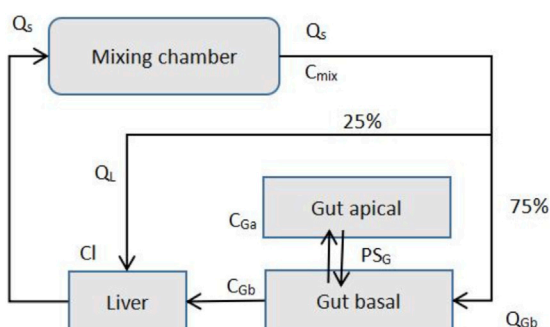 Qs
Mixing chamber
Qs
Cmix
25%
QL
Gut apical
75%
CGa
PSG
Cl
CGb
Liver
Gut basal
QGb